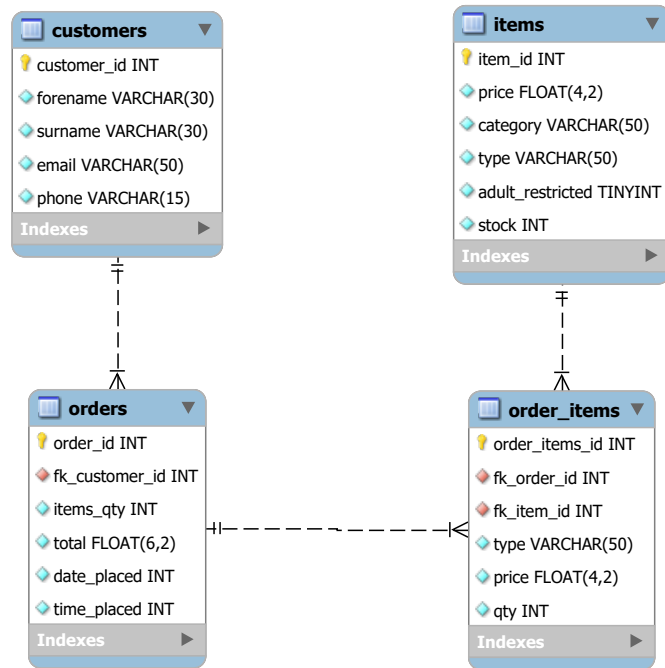 customers
customer_id INT
forename VARCHAR(30)
surname VARCHAR(30)
email VARCHAR(50)
phone VARCHAR(15)
Indexes
items
item_id INT
price FLOAT(4,2)
category VARCHAR(50)
type VARCHAR(50)
adult_restricted TINYINT
stock INT
Indexes
orders
order_id INT
fk_customer_id INT
items_qty INT
total FLOAT(6,2)
date_placed INT
time_placed INT
Indexes
order_items
order_items_id INT
fk_order_id INT
fk_item_id INT
type VARCHAR(50)
price FLOAT(4,2)
qty INT
Indexes